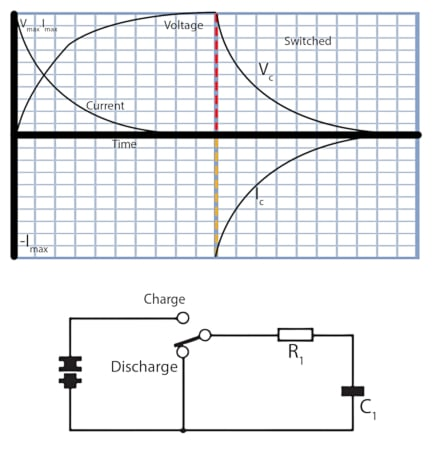 Vmax.Imax
Voltage
Switched
Vc
Current
Time
Ic
-Imax
Charge
Discharge
R1
C1